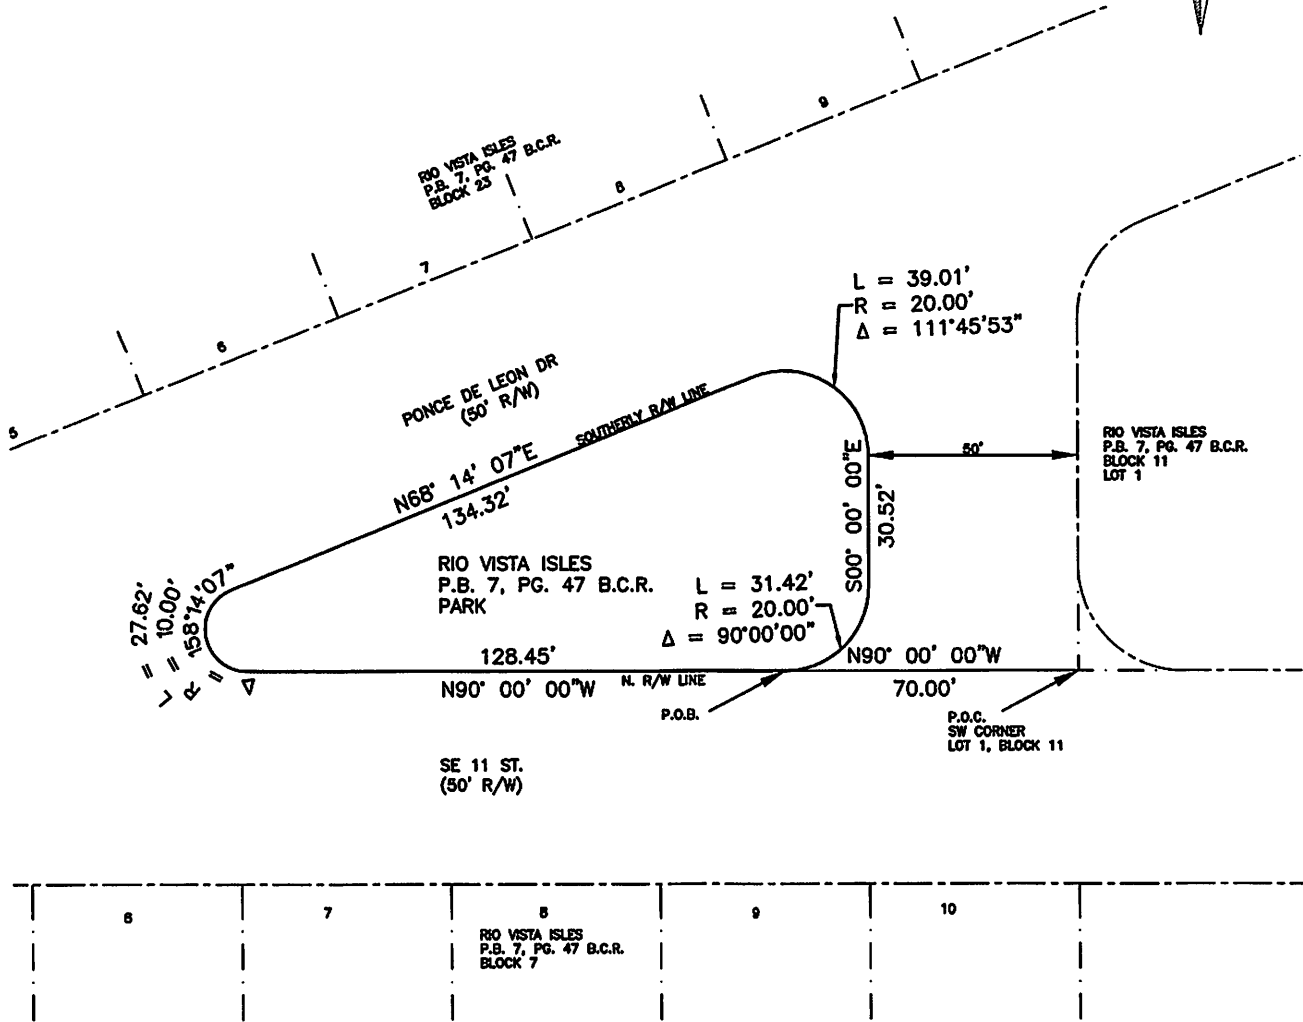 9
RIO VISTA ISLES
P.B. 7, PG. 47 B.C.R.
BLOCK 23
8
7
6
5
L = 39.01'
R = 20.00'
Δ = 111°45'53"
PONCE DE LEON DR
(50' R/W)
SOUTHERLY R/W LINE
N68° 14' 07"E
134.32'
50'
RIO VISTA ISLES
P.B. 7, PG. 47 B.C.R.
BLOCK 11
LOT 1
S00° 00' 00"E
30.52'
RIO VISTA ISLES
P.B. 7, PG. 47 B.C.R.
PARK
L = 31.42'
R = 20.00'
Δ = 90°00'00"
L = 27.62'
R = 10.00'
Δ = 158°14'07"
128.45'
N90° 00' 00"W
N. R/W LINE
N90° 00' 00"W
70.00'
P.O.B.
P.O.C.
SW CORNER
LOT 1, BLOCK 11
SE 11 ST.
(50' R/W)
6
7
8
9
10
RIO VISTA ISLES
P.B. 7, PG. 47 B.C.R.
BLOCK 7